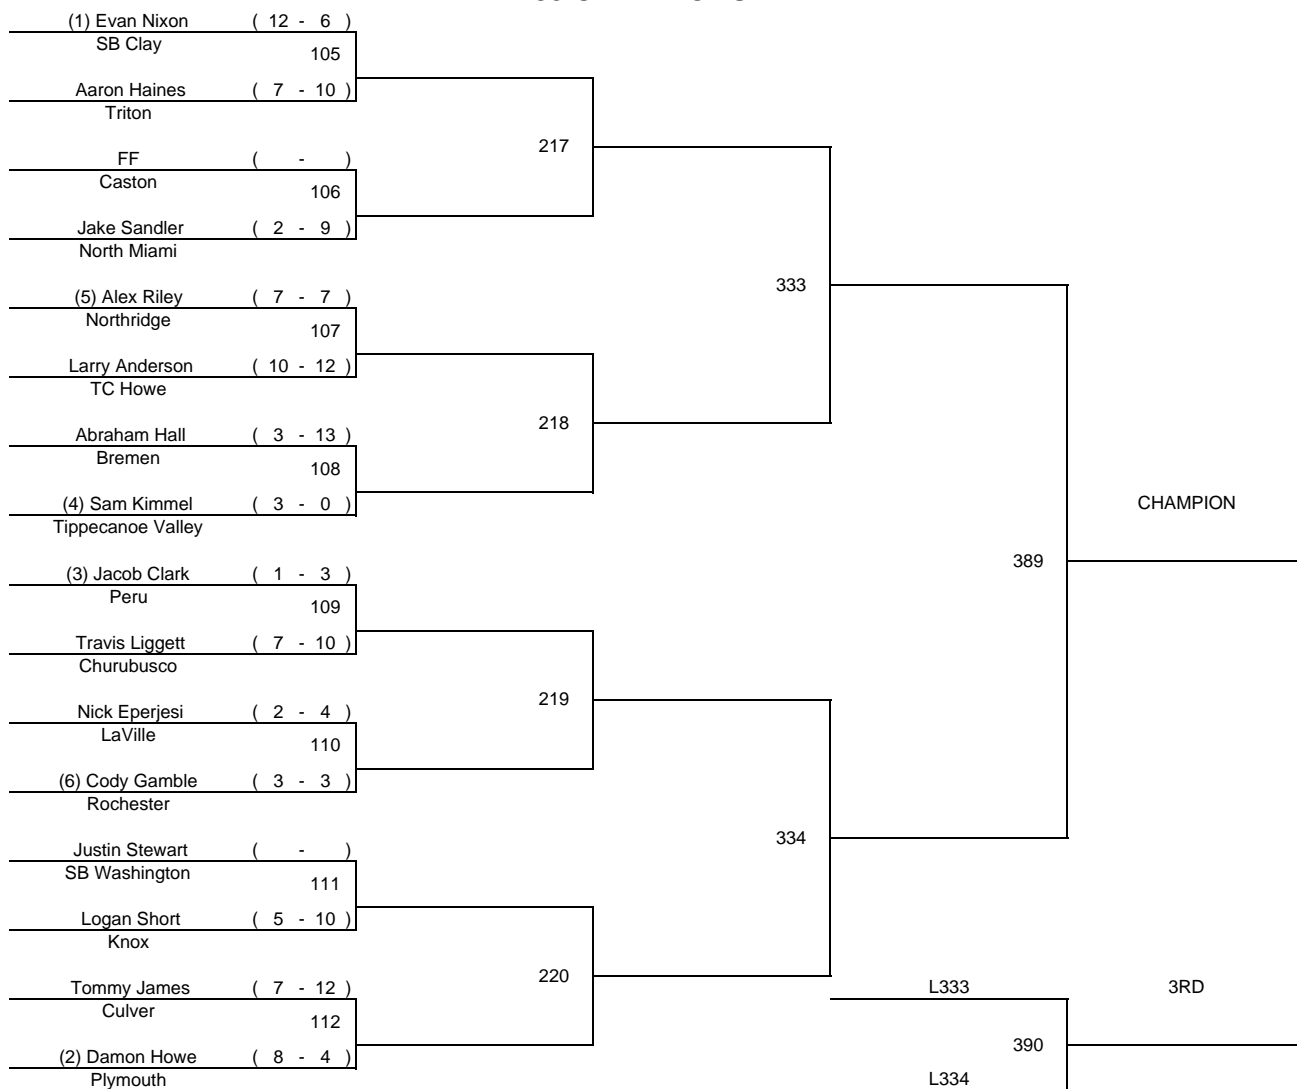 (1) Evan Nixon ( 12 - 6 )
SB Clay
105
Aaron Haines ( 7 - 10 )
Triton
217
FF ( - )
Caston
106
Jake Sandler ( 2 - 9 )
North Miami
333
(5) Alex Riley ( 7 - 7 )
Northridge
107
Larry Anderson ( 10 - 12 )
TC Howe
218
Abraham Hall ( 3 - 13 )
Bremen
108
(4) Sam Kimmel ( 3 - 0 )
Tippecanoe Valley
CHAMPION
389
(3) Jacob Clark ( 1 - 3 )
Peru
109
Travis Liggett ( 7 - 10 )
Churubusco
219
Nick Eperjesi ( 2 - 4 )
LaVille
110
(6) Cody Gamble ( 3 - 3 )
Rochester
334
Justin Stewart ( - )
SB Washington
111
Logan Short ( 5 - 10 )
Knox
220
Tommy James ( 7 - 12 )
Culver
112
(2) Damon Howe ( 8 - 4 )
Plymouth
L333
3RD
390
L334